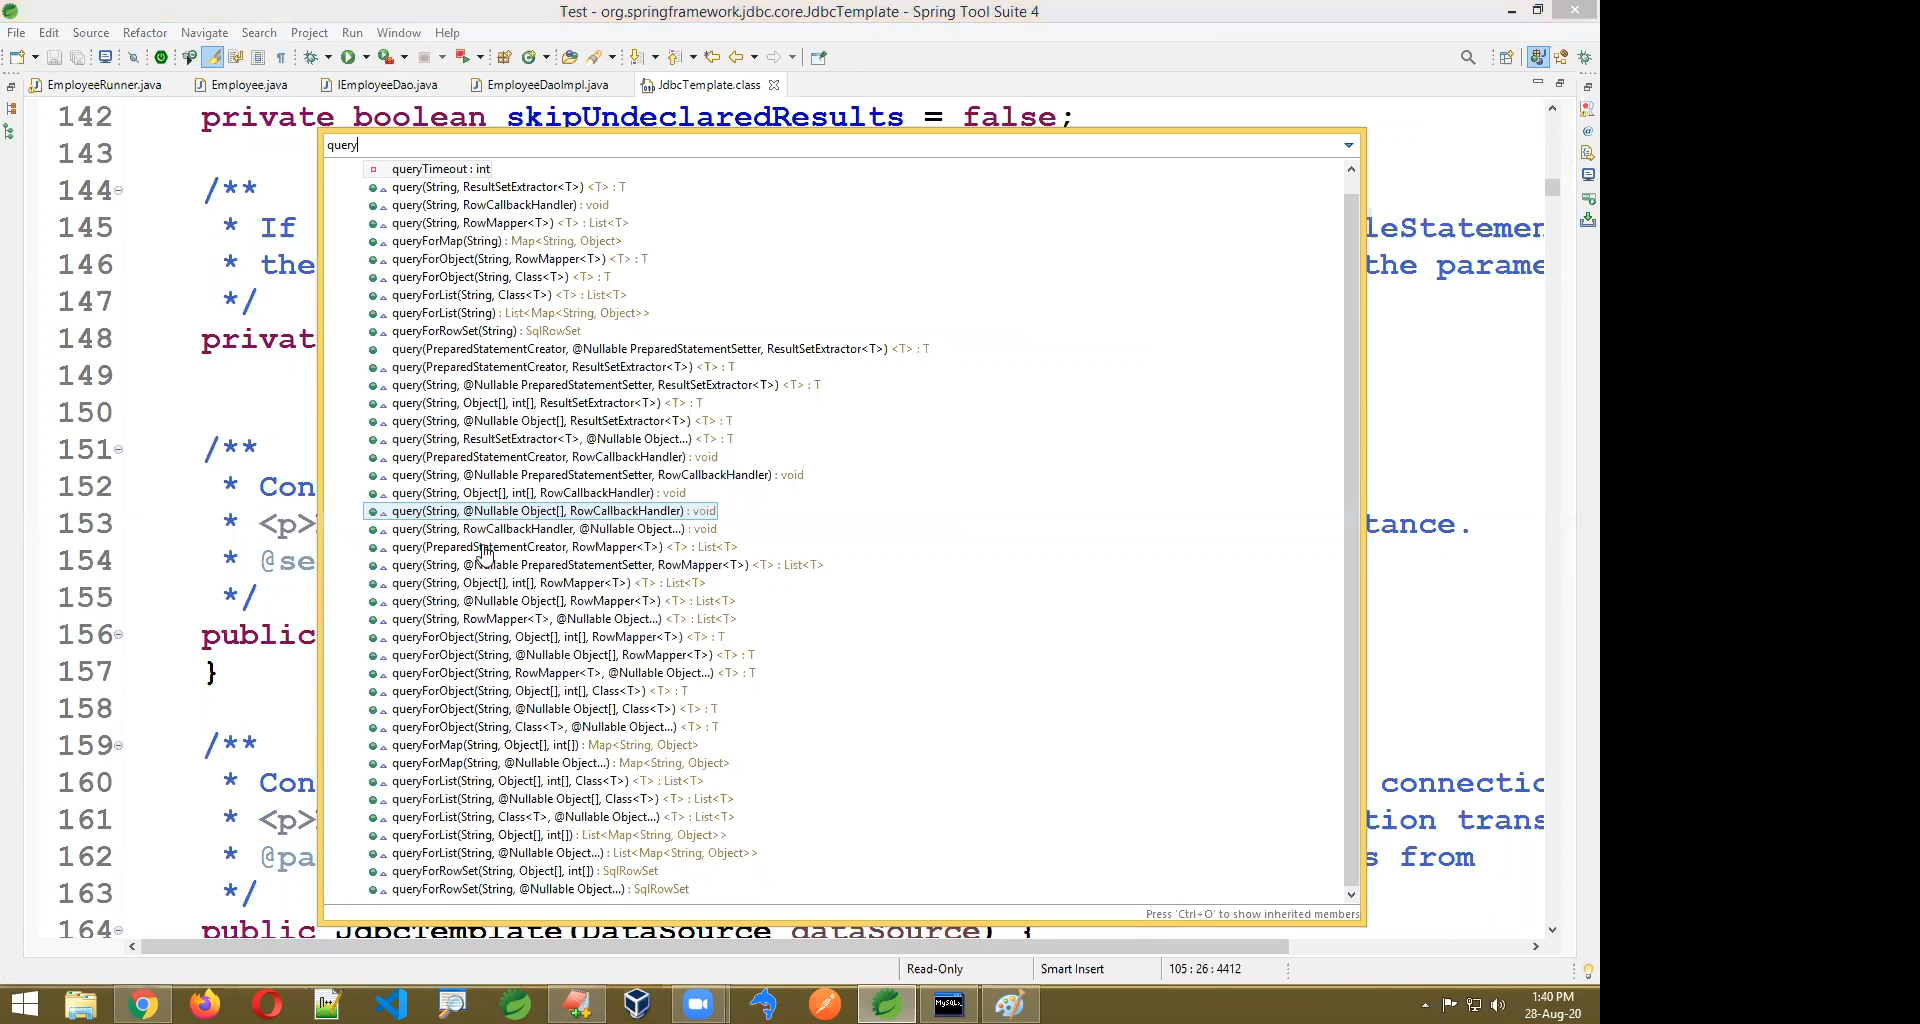 Test - org.springframework.jdbc.core.JdbcTemplate - Spring Tool Suite 4
File Edit Source Refactor Navigate Search Project Run Window Help
EmployeeRunner.java Employee.java IEmployeeDao.java EmployeeDaoImpl.java JdbcTemplate.class
142 private boolean skipUndeclaredResults = false;
query
143
queryTimeout : int
144 /**
query(String, ResultSetExtractor<T>) <T> : T
query(String, RowCallbackHandler) : void
145 * If leStatemen
query(String, RowMapper<T>) <T> : List<T>
queryForMap(String) : Map<String, Object>
146 * the the parame
queryForObject(String, RowMapper<T>) <T> : T
queryForObject(String, Class<T>) <T> : T
147 */
queryForList(String, Class<T>) <T> : List<T>
queryForList(String) : List<Map<String, Object>>
queryForRowSet(String) : SqlRowSet
148 privat
query(PreparedStatementCreator, @Nullable PreparedStatementSetter, ResultSetExtractor<T>) <T> : T
query(PreparedStatementCreator, ResultSetExtractor<T>) <T> : T
149
query(String, @Nullable PreparedStatementSetter, ResultSetExtractor<T>) <T> : T
query(String, Object[], int[], ResultSetExtractor<T>) <T> : T
150
query(String, @Nullable Object[], ResultSetExtractor<T>) <T> : T
query(String, ResultSetExtractor<T>, @Nullable Object...) <T> : T
151 /**
query(PreparedStatementCreator, RowCallbackHandler) : void
query(String, @Nullable PreparedStatementSetter, RowCallbackHandler) : void
152 * Con
query(String, Object[], int[], RowCallbackHandler) : void
query(String, @Nullable Object[], RowCallbackHandler) : void
153 * <p> tance.
query(String, RowCallbackHandler, @Nullable Object...) : void
query(PreparedStatementCreator, RowMapper<T>) <T> : List<T>
154 * @se
query(String, @Nullable PreparedStatementSetter, RowMapper<T>) <T> : List<T>
query(String, Object[], int[], RowMapper<T>) <T> : List<T>
155 */
query(String, @Nullable Object[], RowMapper<T>) <T> : List<T>
query(String, RowMapper<T>, @Nullable Object...) <T> : List<T>
156 public
queryForObject(String, Object[], int[], RowMapper<T>) <T> : T
queryForObject(String, @Nullable Object[], RowMapper<T>) <T> : T
157 }
queryForObject(String, RowMapper<T>, @Nullable Object...) <T> : T
queryForObject(String, Object[], int[], Class<T>) <T> : T
158
queryForObject(String, @Nullable Object[], Class<T>) <T> : T
queryForObject(String, Class<T>, @Nullable Object...) <T> : T
159 /**
queryForMap(String, Object[], int[]) : Map<String, Object>
queryForMap(String, @Nullable Object...) : Map<String, Object>
160 * Con connectio
queryForList(String, Object[], int[], Class<T>) <T> : List<T>
queryForList(String, @Nullable Object[], Class<T>) <T> : List<T>
161 * <p> tion trans
queryForList(String, Class<T>, @Nullable Object...) <T> : List<T>
queryForList(String, Object[], int[]) : List<Map<String, Object>>
162 * @pa s from
queryForList(String, @Nullable Object...) : List<Map<String, Object>>
queryForRowSet(String, Object[], int[]) : SqlRowSet
163 */
queryForRowSet(String, @Nullable Object...) : SqlRowSet
Press 'Ctrl+O' to show inherited members
164 public JdbcTemplate(DataSource dataSource) {
Read-Only Smart Insert 105 : 26 : 4412
MySQL
1:40 PM
28-Aug-20